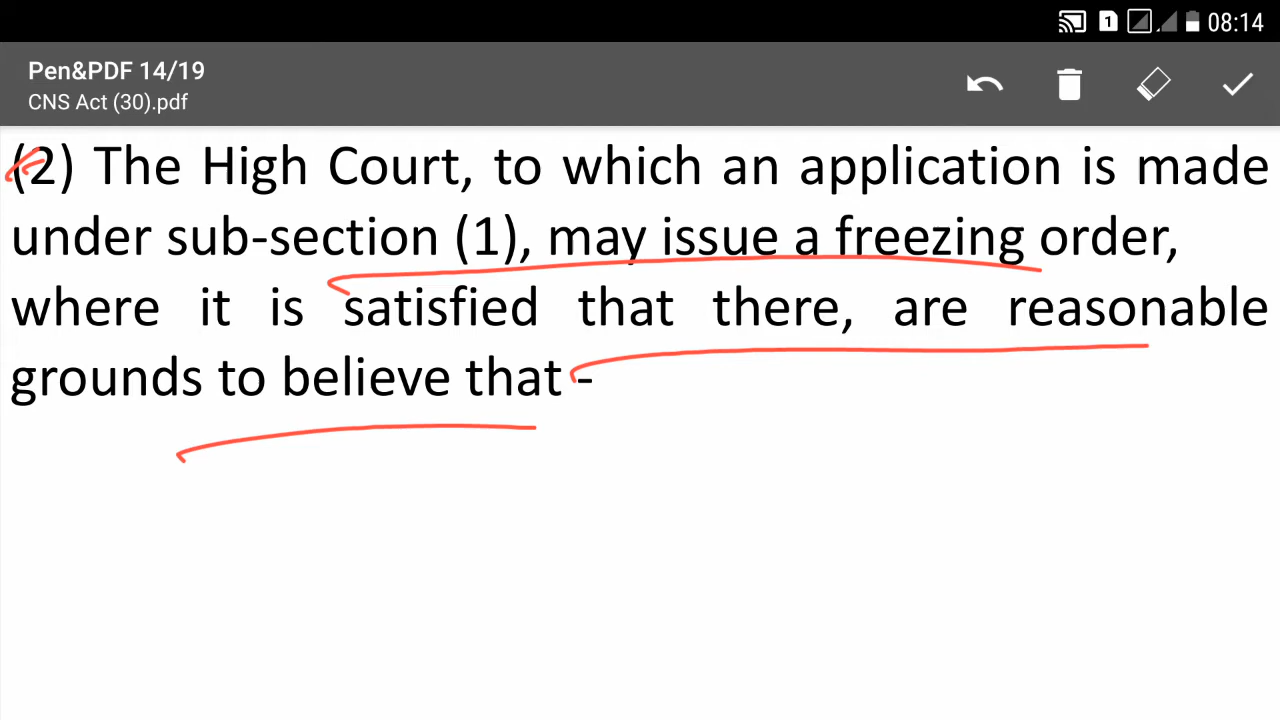 1 08:14
Pen&PDF 14/19
CNS Act (30).pdf
(2) The High Court, to which an application is made
under sub-section (1), may issue a freezing order,
where it is satisfied that there, are reasonable
grounds to believe that -